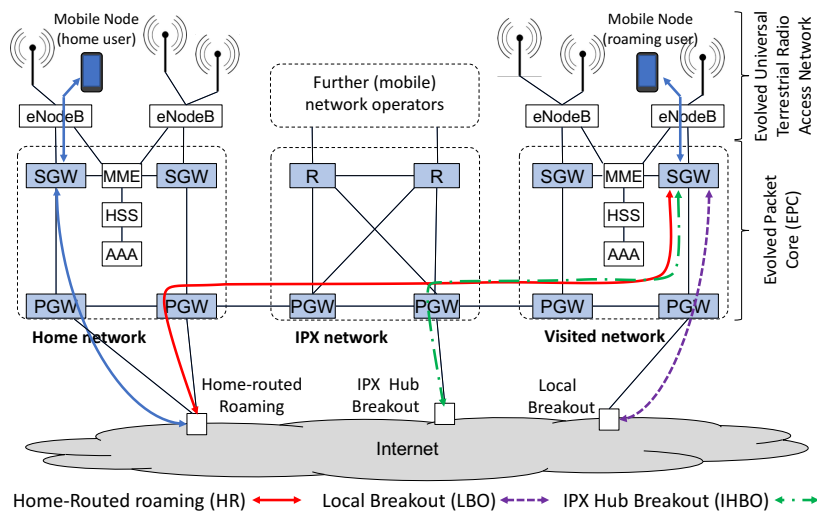 Mobile Node
(home user)
Mobile Node
(roaming user)
Evolved Universal
Terrestrial Radio
Access Network
Further (mobile)
network operators
eNodeB
eNodeB
eNodeB
eNodeB
SGW
MME
SGW
R
R
SGW
MME
SGW
HSS
HSS
AAA
AAA
Evolved Packet
Core (EPC)
PGW
PGW
PGW
PGW
PGW
PGW
Home network
IPX network
Visited network
Home-routed
Roaming
IPX Hub
Breakout
Local
Breakout
Internet
Home-Routed roaming (HR)
Local Breakout (LBO)
IPX Hub Breakout (IHBO)